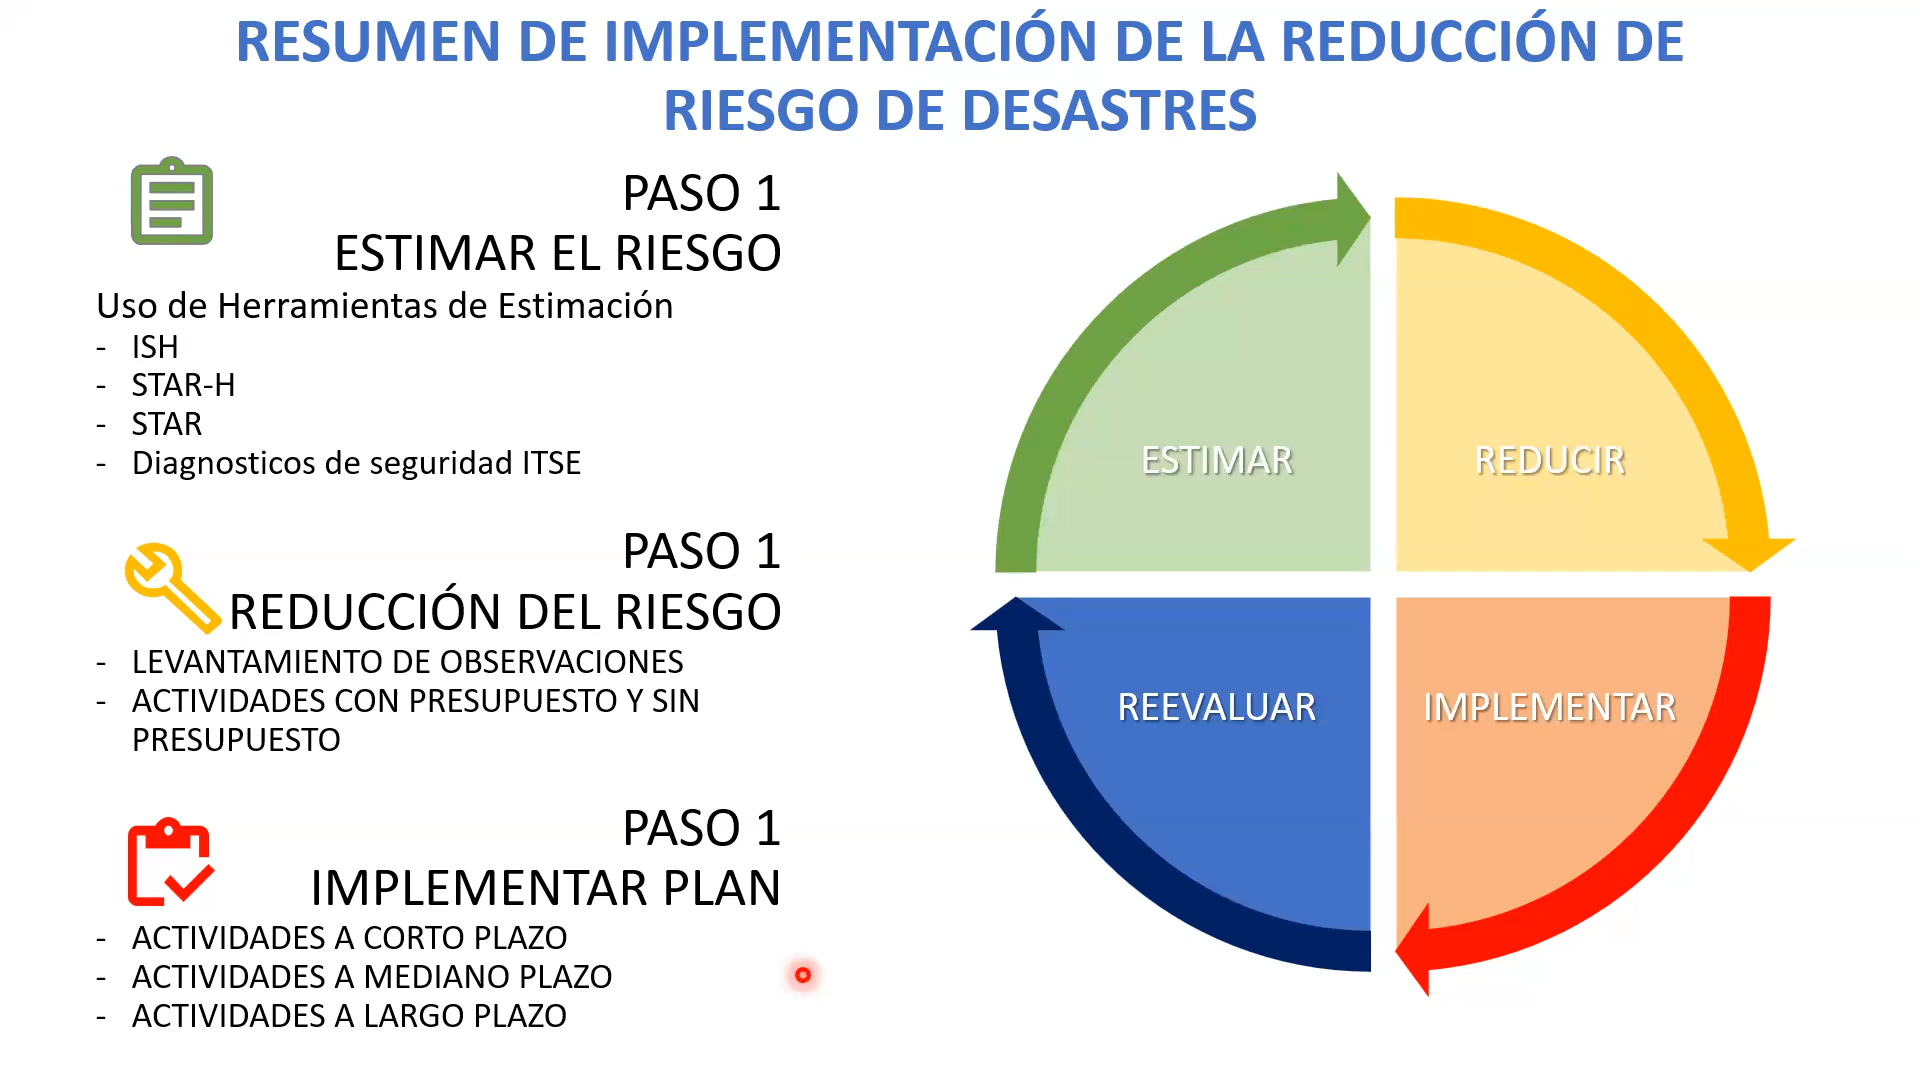 RESUMEN DE IMPLEMENTACIÓN DE LA REDUCCIÓN DE
RIESGO DE DESASTRES
PASO 1
ESTIMAR EL RIESGO
Uso de Herramientas de Estimación
- ISH
- STAR-H
- STAR
- Diagnosticos de seguridad ITSE
PASO 1
REDUCCIÓN DEL RIESGO
- LEVANTAMIENTO DE OBSERVACIONES
- ACTIVIDADES CON PRESUPUESTO Y SIN
PRESUPUESTO
PASO 1
IMPLEMENTAR PLAN
- ACTIVIDADES A CORTO PLAZO
- ACTIVIDADES A MEDIANO PLAZO
- ACTIVIDADES A LARGO PLAZO
ESTIMAR
REDUCIR
REEVALUAR
IMPLEMENTAR